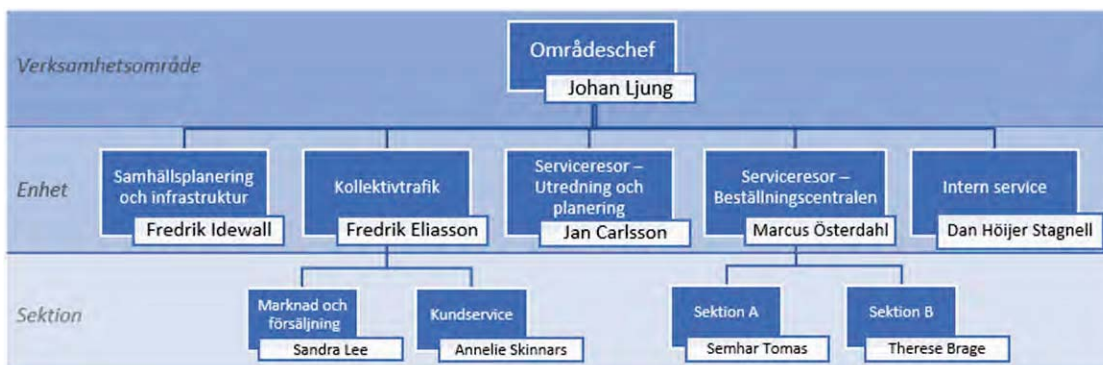 Områdeschef
Verksamhetsområde
Johan Ljung
Samhällsplanering
och infrastruktur
Fredrik Idewall
Kollektivtrafik
Fredrik Eliasson
Serviceresor –
Utredning och
planering
Jan Carlsson
Serviceresor –
Beställningscentralen
Marcus Österdahl
Intern service
Dan Höijer Stagnell
Enhet
Sektion
Marknad och
försäljning
Sandra Lee
Kundservice
Annelie Skinnars
Sektion A
Semhar Tomas
Sektion B
Therese Brage